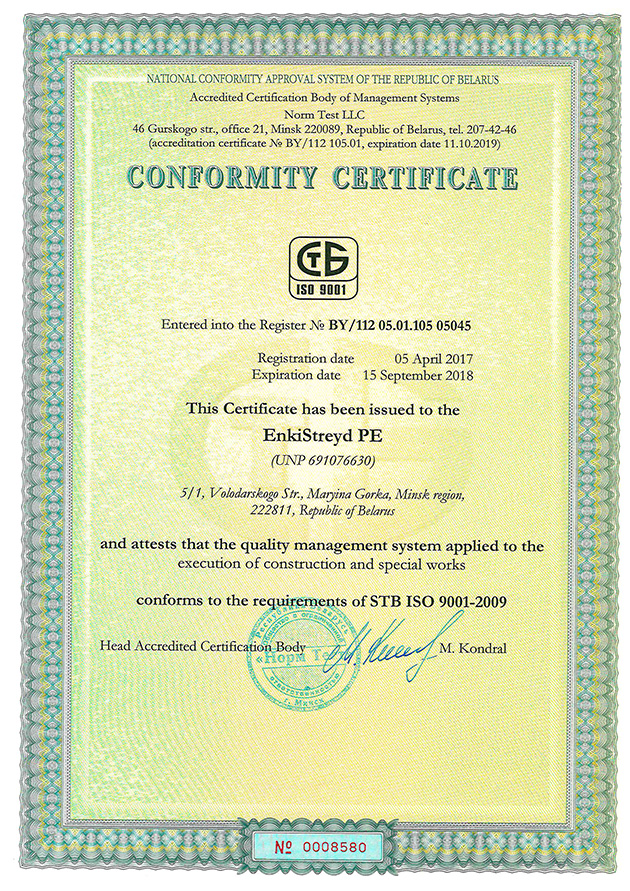 NATIONAL CONFORMITY APPROVAL SYSTEM OF THE REPUBLIC OF BELARUS
Accredited Certification Body of Management Systems
Norm Test LLC
46 Gurskogo str., office 21, Minsk 220089, Republic of Belarus, tel. 207-42-46
(accreditation certificate № BY/112 105.01, expiration date 11.10.2019)
CONFORMITY CERTIFICATE
СТБ
ISO 9001
Entered into the Register № BY/112 05.01.105 05045
Registration date 05 April 2017
Expiration date 15 September 2018
This Certificate has been issued to the
EnkiStreyd PE
(UNP 691076630)
5/1, Volodarskogo Str., Maryina Gorka, Minsk region,
222811, Republic of Belarus
and attests that the quality management system applied to the
execution of construction and special works
conforms to the requirements of STB ISO 9001-2009
Республика Беларусь
Head Accredited Certification Body M. Kondral
«Норм
ответственностью
г. Минск
№ 0008580